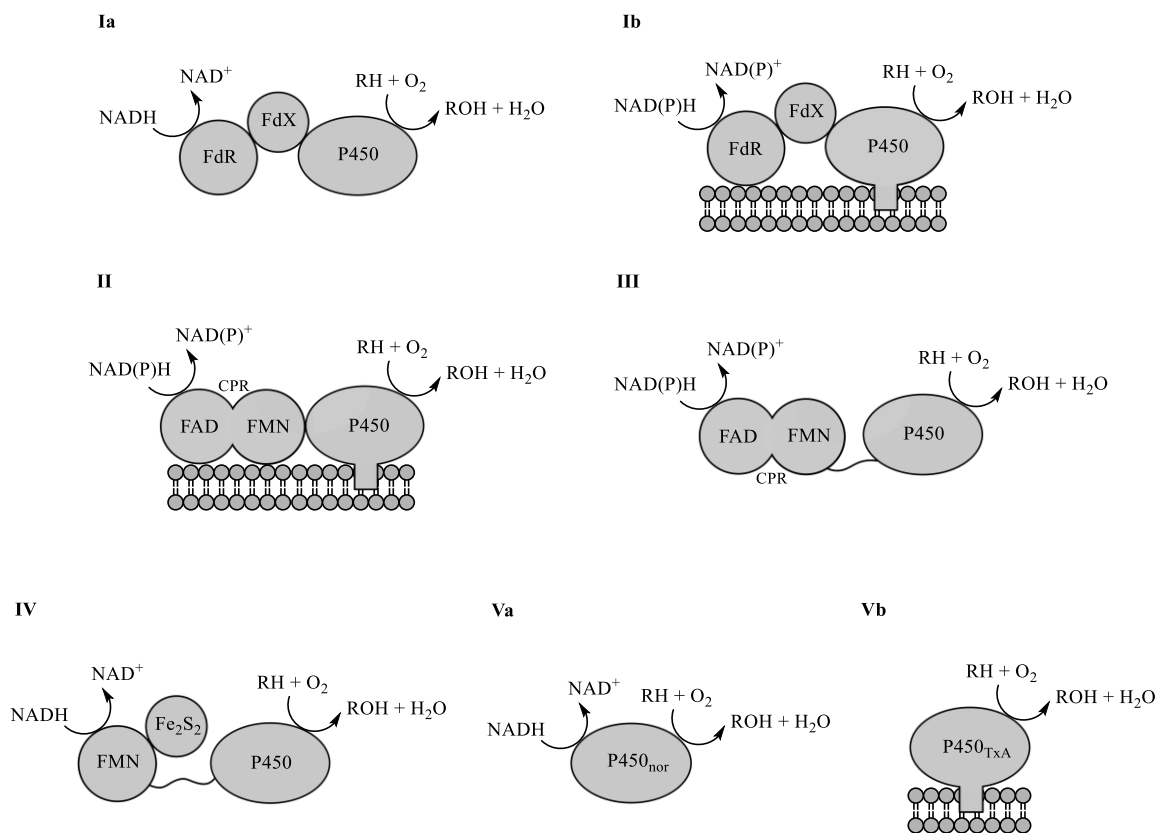 Ia
NADH
NAD⁺
FdR
FdX
P450
RH + O₂
ROH + H₂O
Ib
NAD(P)H
NAD(P)⁺
FdR
FdX
P450
RH + O₂
ROH + H₂O
II
NAD(P)H
NAD(P)⁺
CPR
FAD
FMN
P450
RH + O₂
ROH + H₂O
III
NAD(P)H
NAD(P)⁺
FAD
FMN
CPR
P450
RH + O₂
ROH + H₂O
IV
NADH
NAD⁺
Fe₂S₂
FMN
P450
RH + O₂
ROH + H₂O
Va
NADH
NAD⁺
P450nor
RH + O₂
ROH + H₂O
Vb
RH + O₂
ROH + H₂O
P450TxA